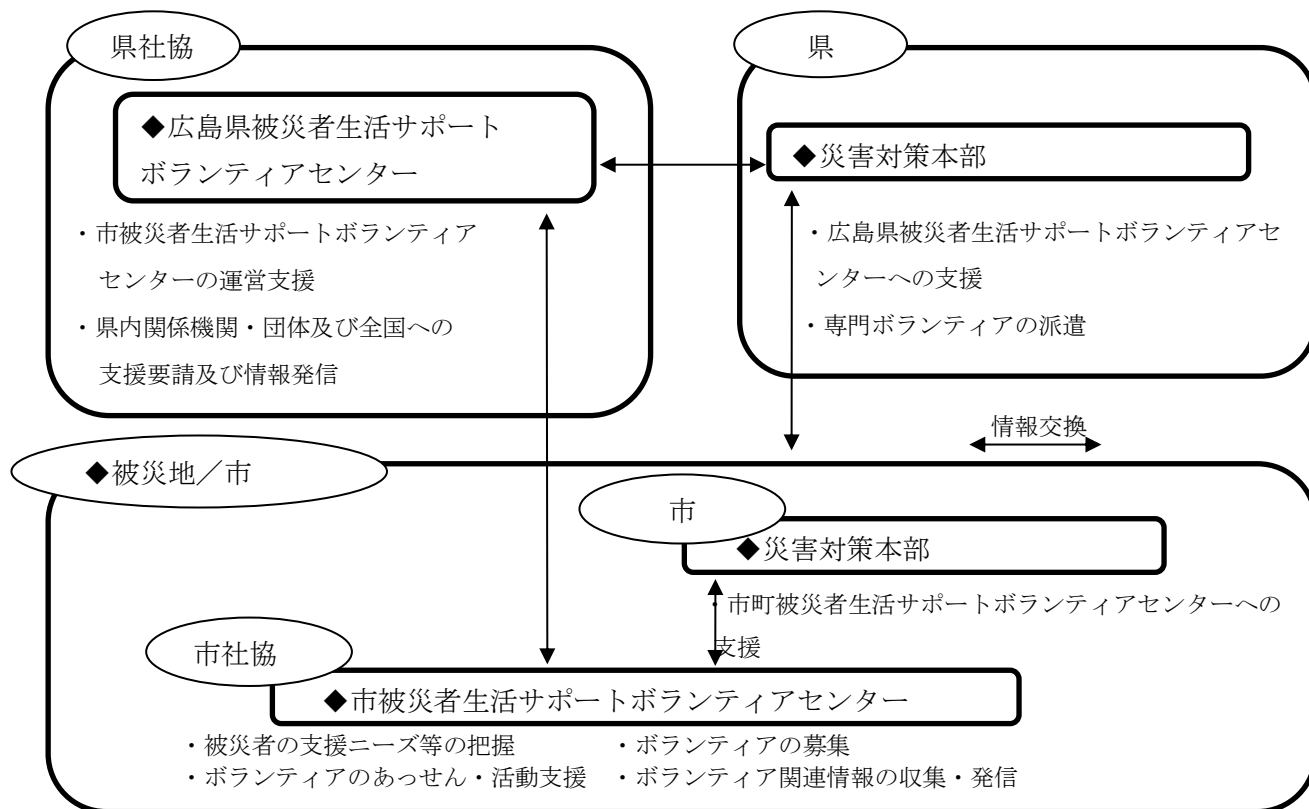 県社協
◆広島県被災者生活サポート
ボランティアセンター
・市被災者生活サポートボランティア
センターの運営支援
・県内関係機関・団体及び全国への
支援要請及び情報発信
県
◆災害対策本部
・広島県被災者生活サポートボランティアセ
ンターへの支援
・専門ボランティアの派遣
情報交換
◆被災地／市
市
◆災害対策本部
・市町被災者生活サポートボランティアセンターへの
支援
市社協
◆市被災者生活サポートボランティアセンター
・被災者の支援ニーズ等の把握　　・ボランティアの募集
・ボランティアのあっせん・活動支援　・ボランティア関連情報の収集・発信